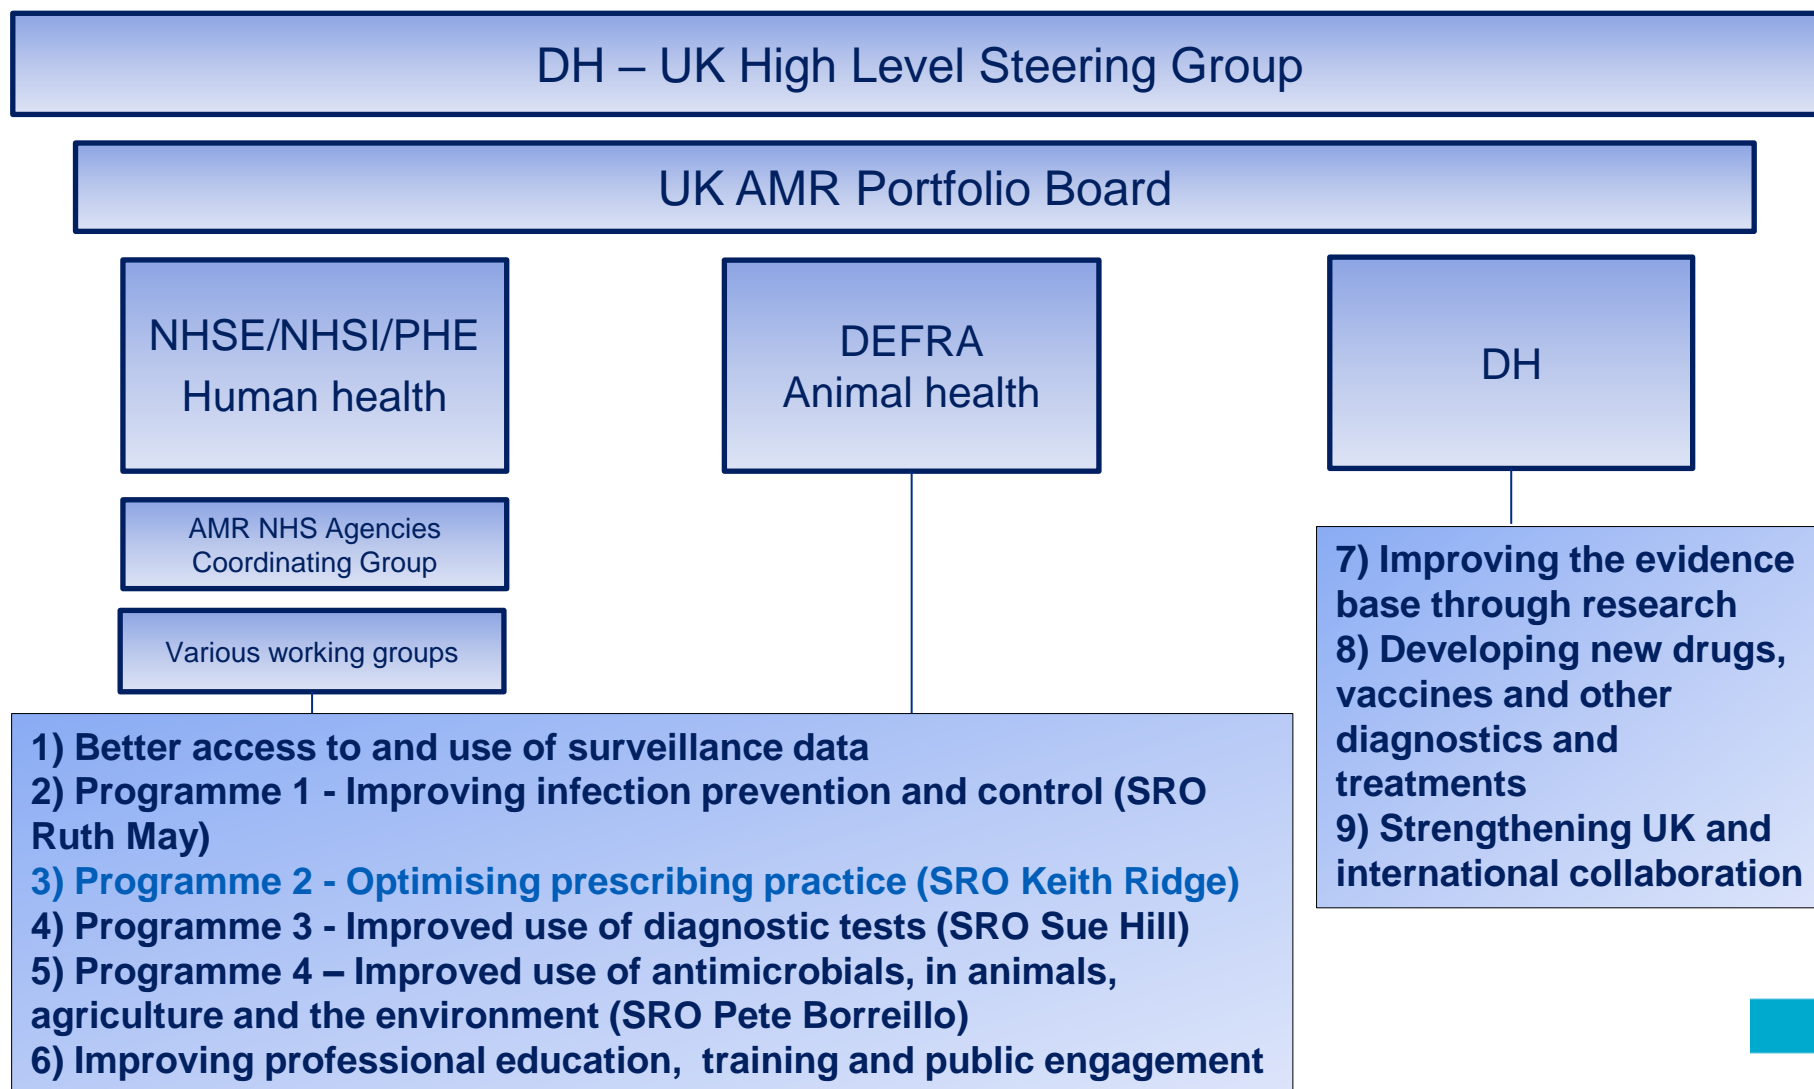 DH – UK High Level Steering Group
UK AMR Portfolio Board
NHSE/NHSI/PHE
Human health
DEFRA
Animal health
DH
AMR NHS Agencies
Coordinating Group
Various working groups
1) Better access to and use of surveillance data
2) Programme 1 - Improving infection prevention and control (SRO
Ruth May)
3) Programme 2 - Optimising prescribing practice (SRO Keith Ridge)
4) Programme 3 - Improved use of diagnostic tests (SRO Sue Hill)
5) Programme 4 – Improved use of antimicrobials, in animals,
agriculture and the environment (SRO Pete Borreillo)
6) Improving professional education, training and public engagement
7) Improving the evidence
base through research
8) Developing new drugs,
vaccines and other
diagnostics and
treatments
9) Strengthening UK and
international collaboration